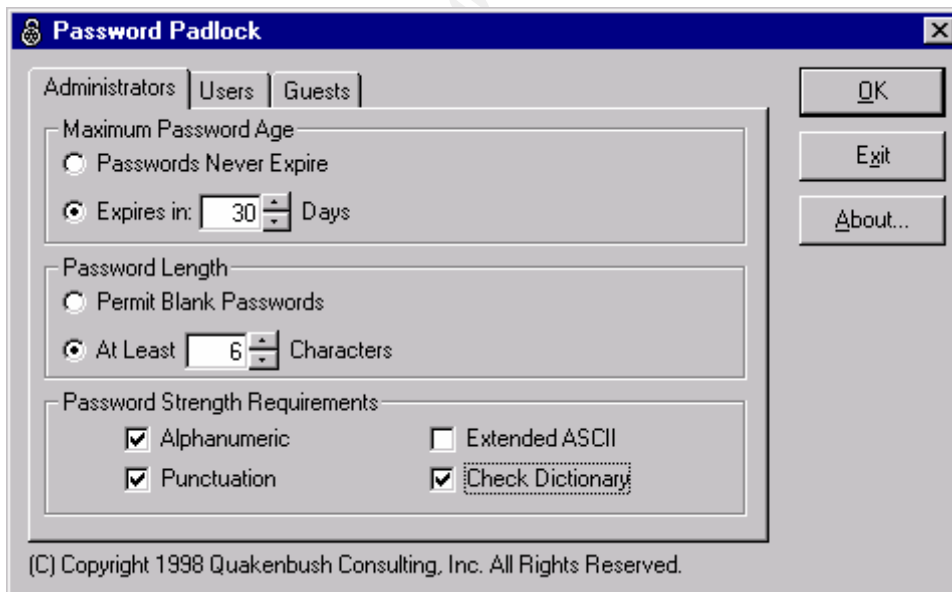 Password Padlock
Administrators Users Guests
OK
Maximum Password Age
Passwords Never Expire
Exit
Expires in: 30 Days
About...
Password Length
Permit Blank Passwords
At Least 6 Characters
Password Strength Requirements
Alphanumeric Extended ASCII
Punctuation Check Dictionary
(C) Copyright 1998 Quakenbush Consulting, Inc. All Rights Reserved.